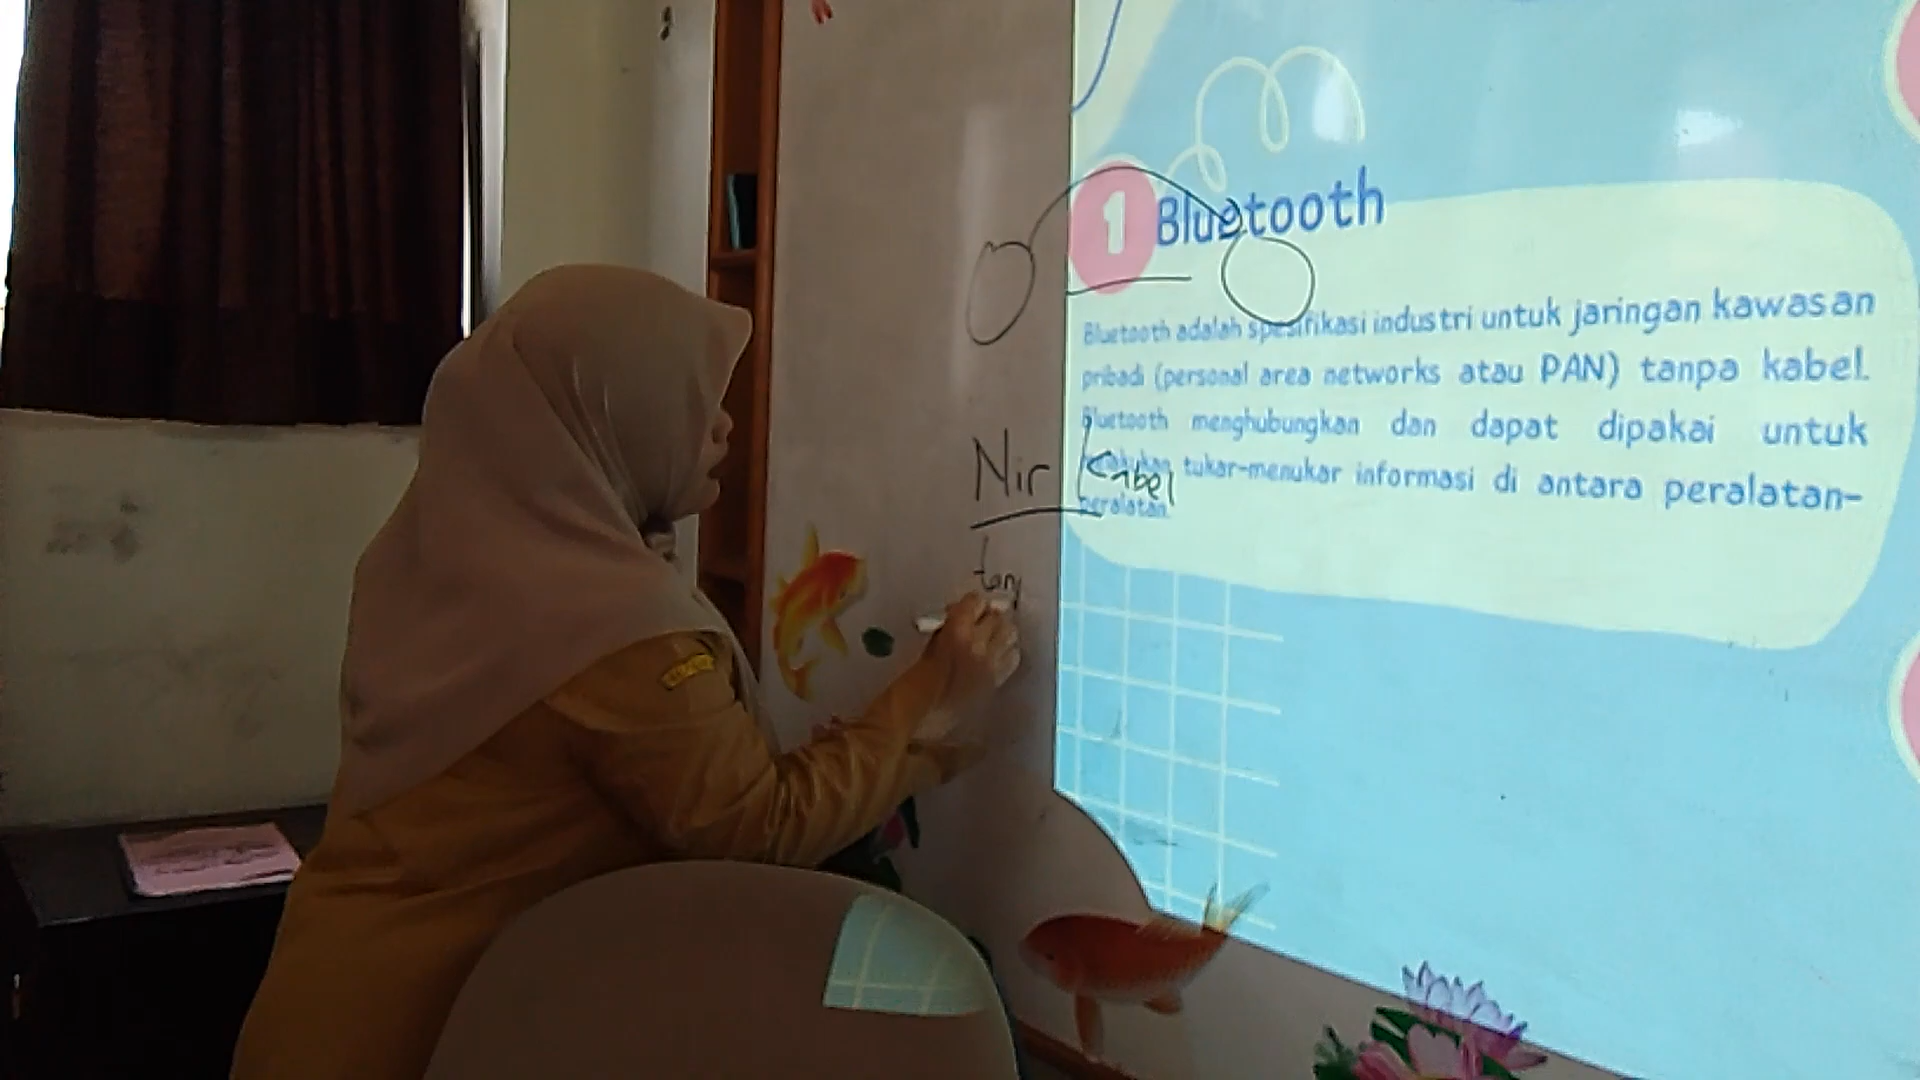 1 Bluetooth
Bluetooth adalah spesifikasi industri untuk jaringan kawasan
pribadi (personal area networks atau PAN) tanpa kabel.
Bluetooth menghubungkan dan dapat dipakai untuk
tukar-menukar informasi di antara peralatan-
peralatan.
Nir Kabel
tan